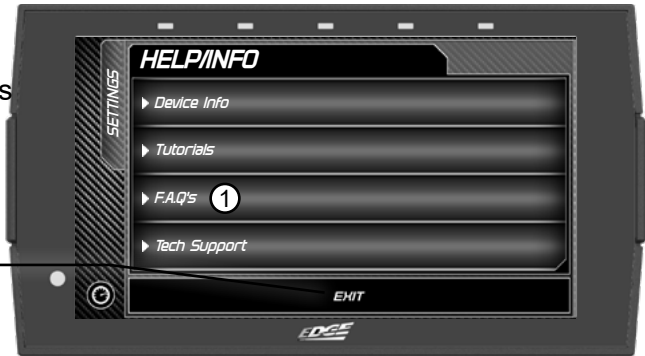 HELP/INFO
SETTINGS
s
Device Info
Tutorials
F.A.Q's 1
Tech Support
EXIT
EDGE